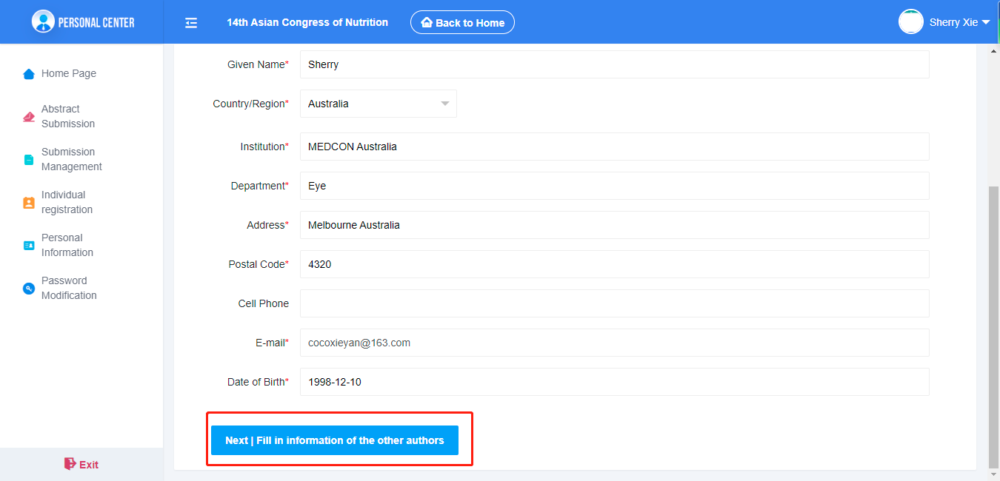 PERSONAL CENTER
14th Asian Congress of Nutrition
Back to Home
Sherry Xie
Home Page
Abstract
Submission
Submission
Management
Individual
registration
Personal
Information
Password
Modification
Exit
Given Name* Sherry
Country/Region* Australia
Institution* MEDCON Australia
Department* Eye
Address* Melbourne Australia
Postal Code* 4320
Cell Phone
E-mail* cocoxieyan@163.com
Date of Birth* 1998-12-10
Next | Fill in information of the other authors